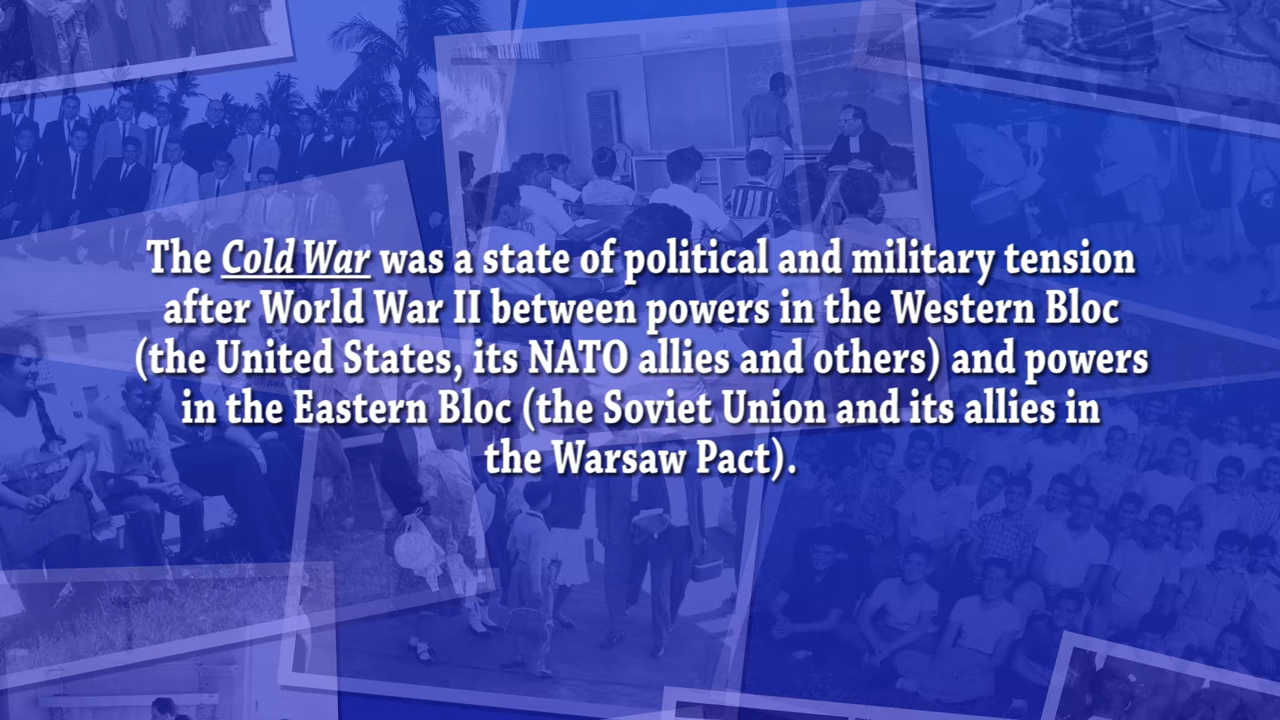 The Cold War was a state of political and military tension
after World War II between powers in the Western Bloc
(the United States, its NATO allies and others) and powers
in the Eastern Bloc (the Soviet Union and its allies in
the Warsaw Pact).